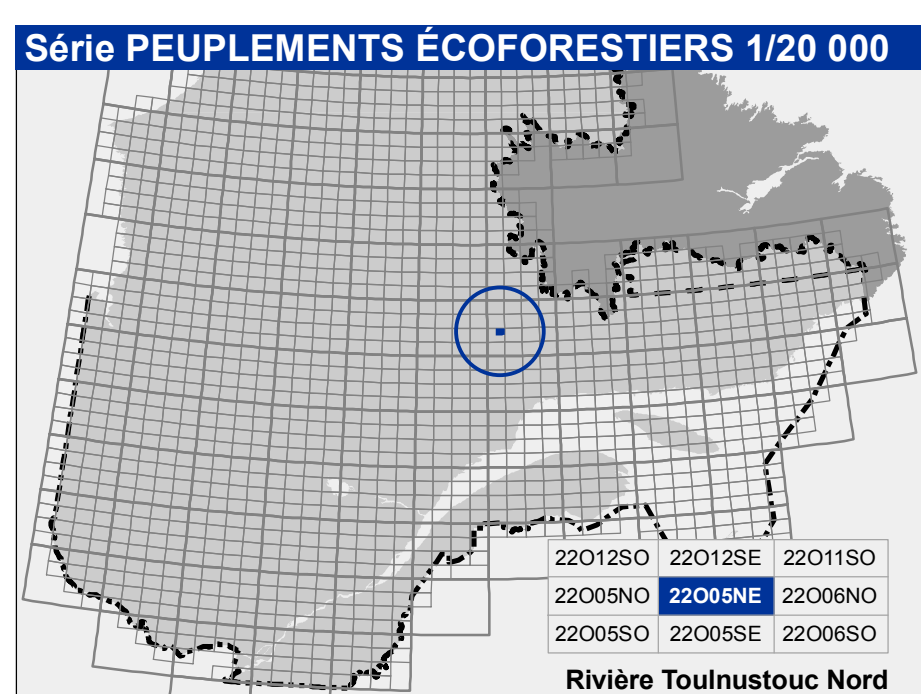 Série PEUPLEMENTS ÉCOFORESTIERS 1/20 000
22O12SO 22O12SE 22O11SO
22O05NO 22O05NE 22O06NO
22O05SO 22O05SE 22O06SO
Rivière Toulnustouc Nord